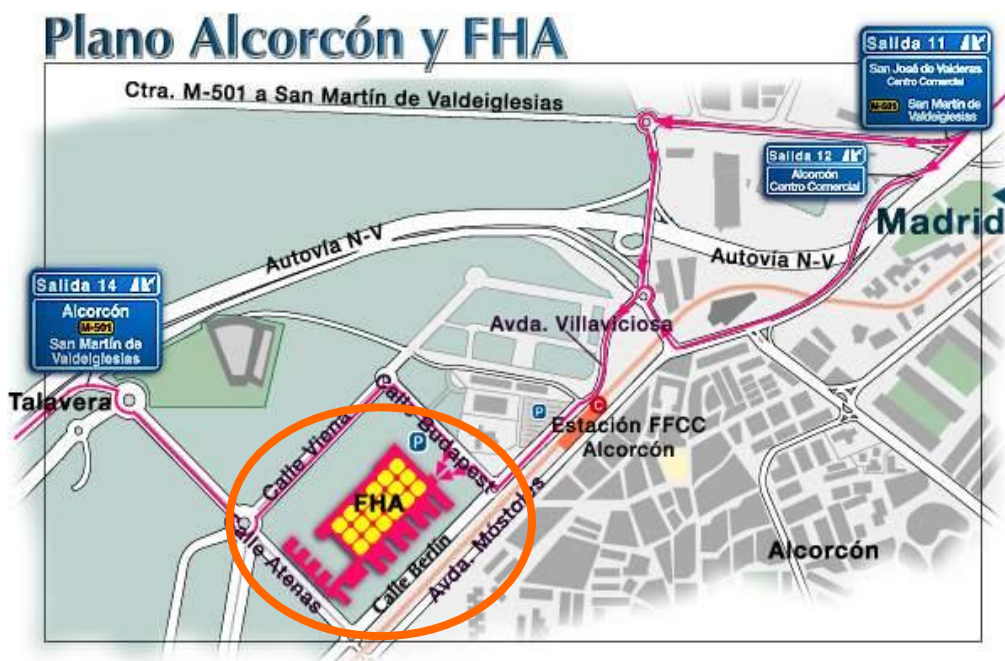 Plano Alcorcón y FHA
Salida 11
San José de Valderas
Centro Comercial
M-501 San Martín de
Valdeiglesias
Ctra. M-501 a San Martín de Valdeiglesias
Salida 12
Alcorcón
Centro Comercial
Madrid
Autovía N-V
Autovía N-V
Salida 14
Alcorcón
M-501
San Martín de
Valdeiglesias
Avda. Villaviciosa
Talavera
Calle Viena
Calle Budapest
P
P
C
Estación FFCC
Alcorcón
FHA
Calle Atenas
Calle Berlín
Avda. Móstoles
Alcorcón